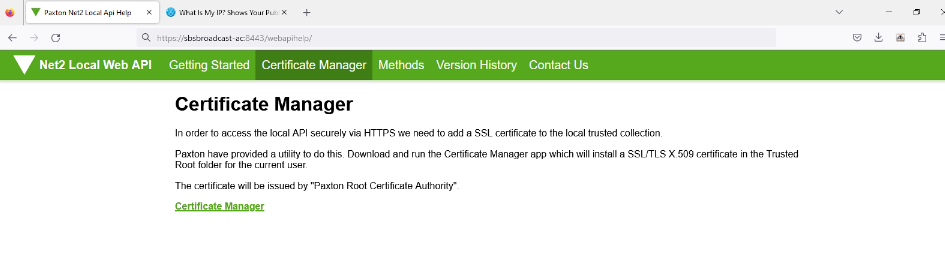 Paxton Net2 Local Api Help
What Is My IP? Shows Your Pub
https://sbsbroadcast-ac:8443/webapihelp/
Net2 Local Web API Getting Started Certificate Manager Methods Version History Contact Us
Certificate Manager
In order to access the local API securely via HTTPS we need to add a SSL certificate to the local trusted collection.
Paxton have provided a utility to do this. Download and run the Certificate Manager app which will install a SSL/TLS X.509 certificate in the Trusted
Root folder for the current user.
The certificate will be issued by "Paxton Root Certificate Authority".
Certificate Manager